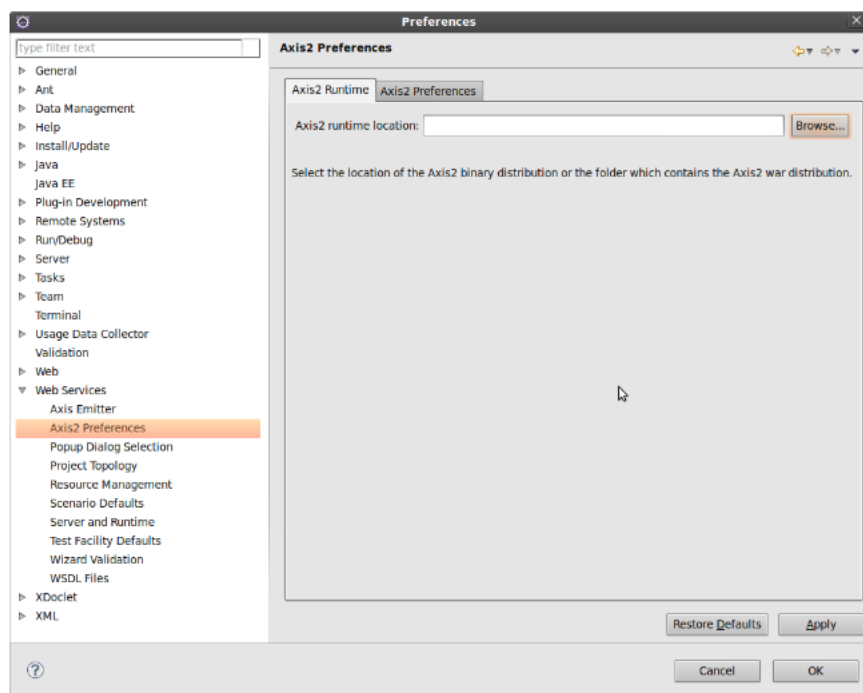 Preferences
type filter text
General
Ant
Data Management
Help
Install/Update
Java
Java EE
Plug-in Development
Remote Systems
Run/Debug
Server
Tasks
Team
Terminal
Usage Data Collector
Validation
Web
Web Services
Axis Emitter
Axis2 Preferences
Popup Dialog Selection
Project Topology
Resource Management
Scenario Defaults
Server and Runtime
Test Facility Defaults
Wizard Validation
WSDL Files
XDoclet
XML
Axis2 Preferences
Axis2 Runtime Axis2 Preferences
Axis2 runtime location: Browse...
Select the location of the Axis2 binary distribution or the folder which contains the Axis2 war distribution.
Restore Defaults Apply
? Cancel OK